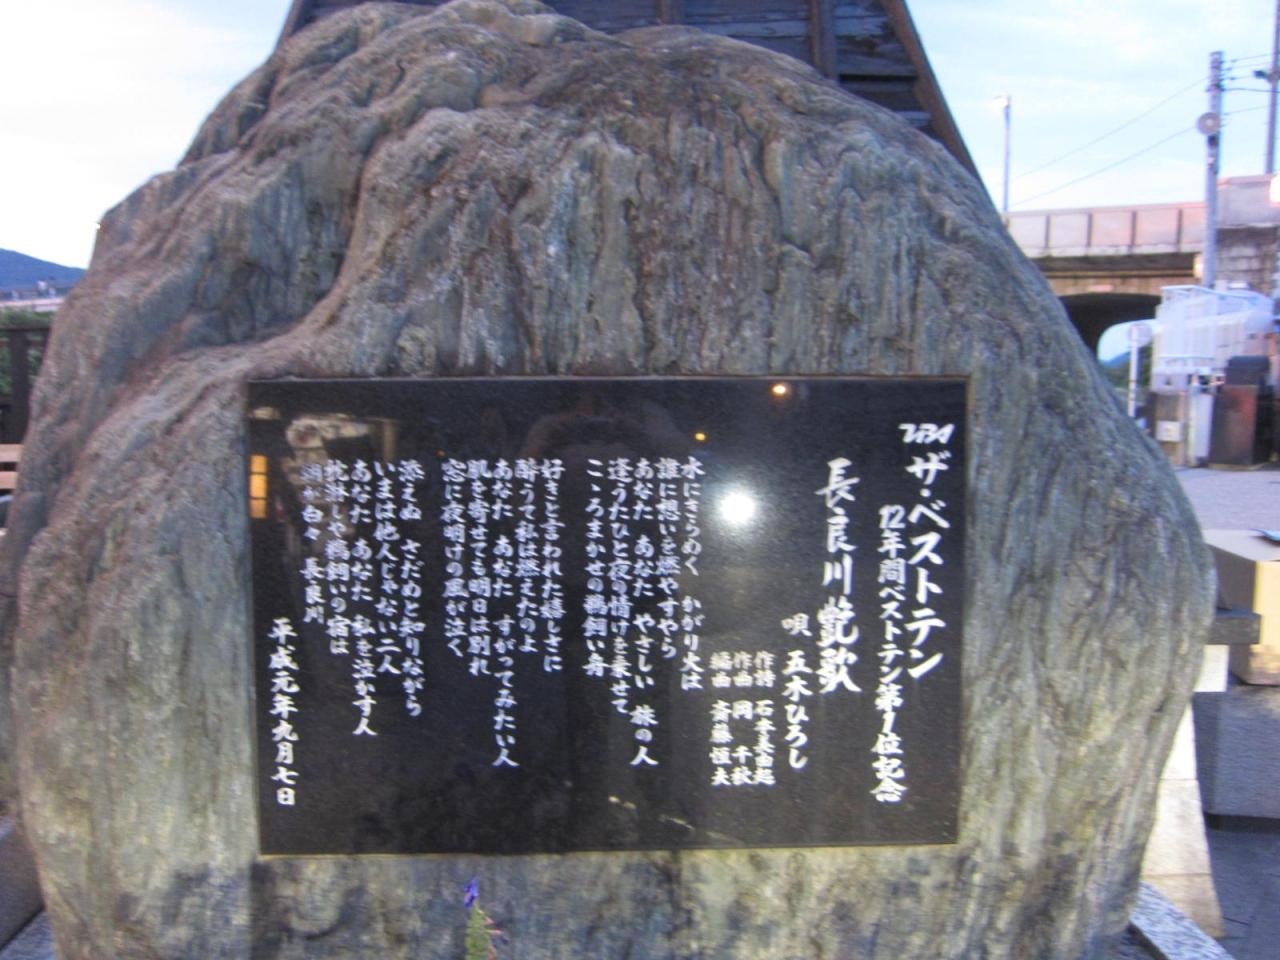 TBS
ザ・ベストテン
12年間ベストテン第1位記念
長良川艶歌
唄 五木ひろし
作詩 石本美由起
作曲 岡 千秋
編曲 斉藤恒夫
水にきらめく かがり火は
誰に想いを燃やすやら
あなた あなた やさしい 旅の人
逢うたひと夜の情けを乗せて
こころまかせの鵜飼い舟
好きと言われた嬉しさに
酔うて私は燃えたのよ
あなた あなた すがってみたい人
肌を寄せても明日は別れ
窓に夜明けの風が泣く
添えぬ さだめと知りながら
いまは他人じゃない二人
あなた あなた 私を泣かす人
枕淋しや鵜飼いの宿は
朝が白々 長良川
平成元年九月七日